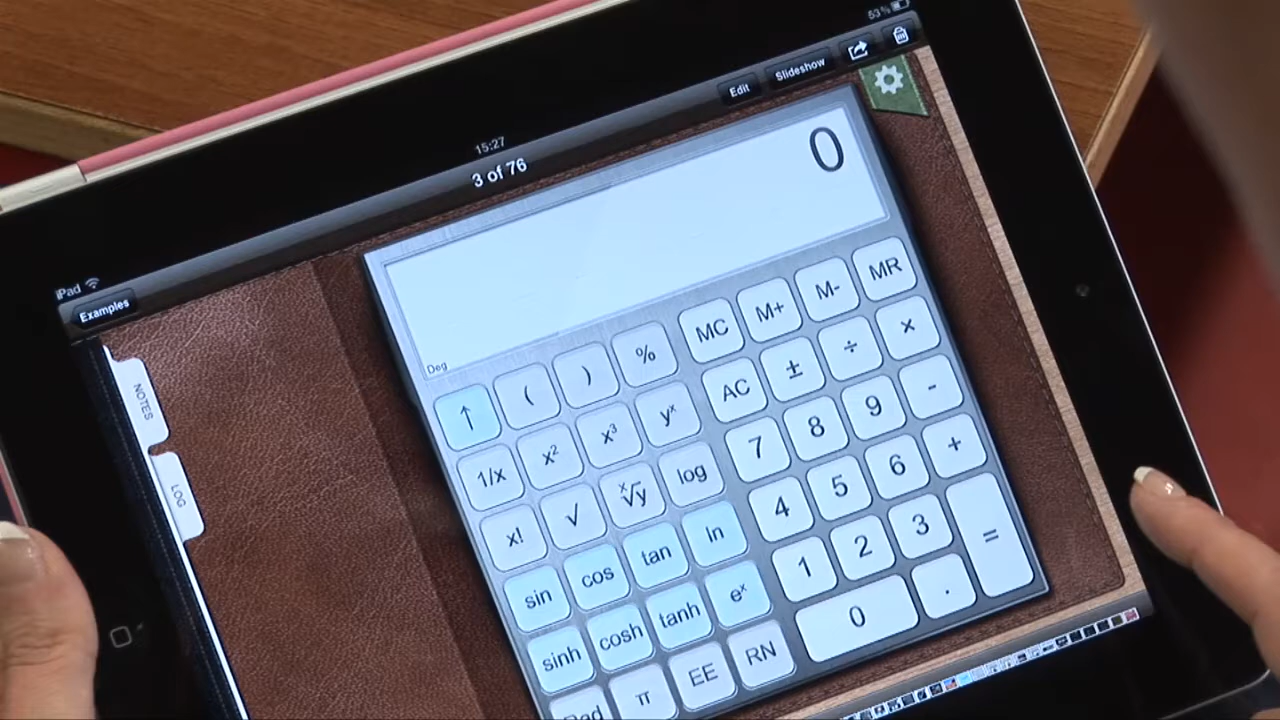 iPad 15:27 53%
Examples 3 of 76 Edit Slideshow
NOTES
LOG
0
Deg
↑ ( ) % MC M+ M- MR
1/x x² x³ yˣ AC ± ÷ ×
x! √ ˣ√y log 7 8 9 -
sin cos tan ln 4 5 6 +
sinh cosh tanh eˣ 1 2 3 =
Rad π EE RN 0 .